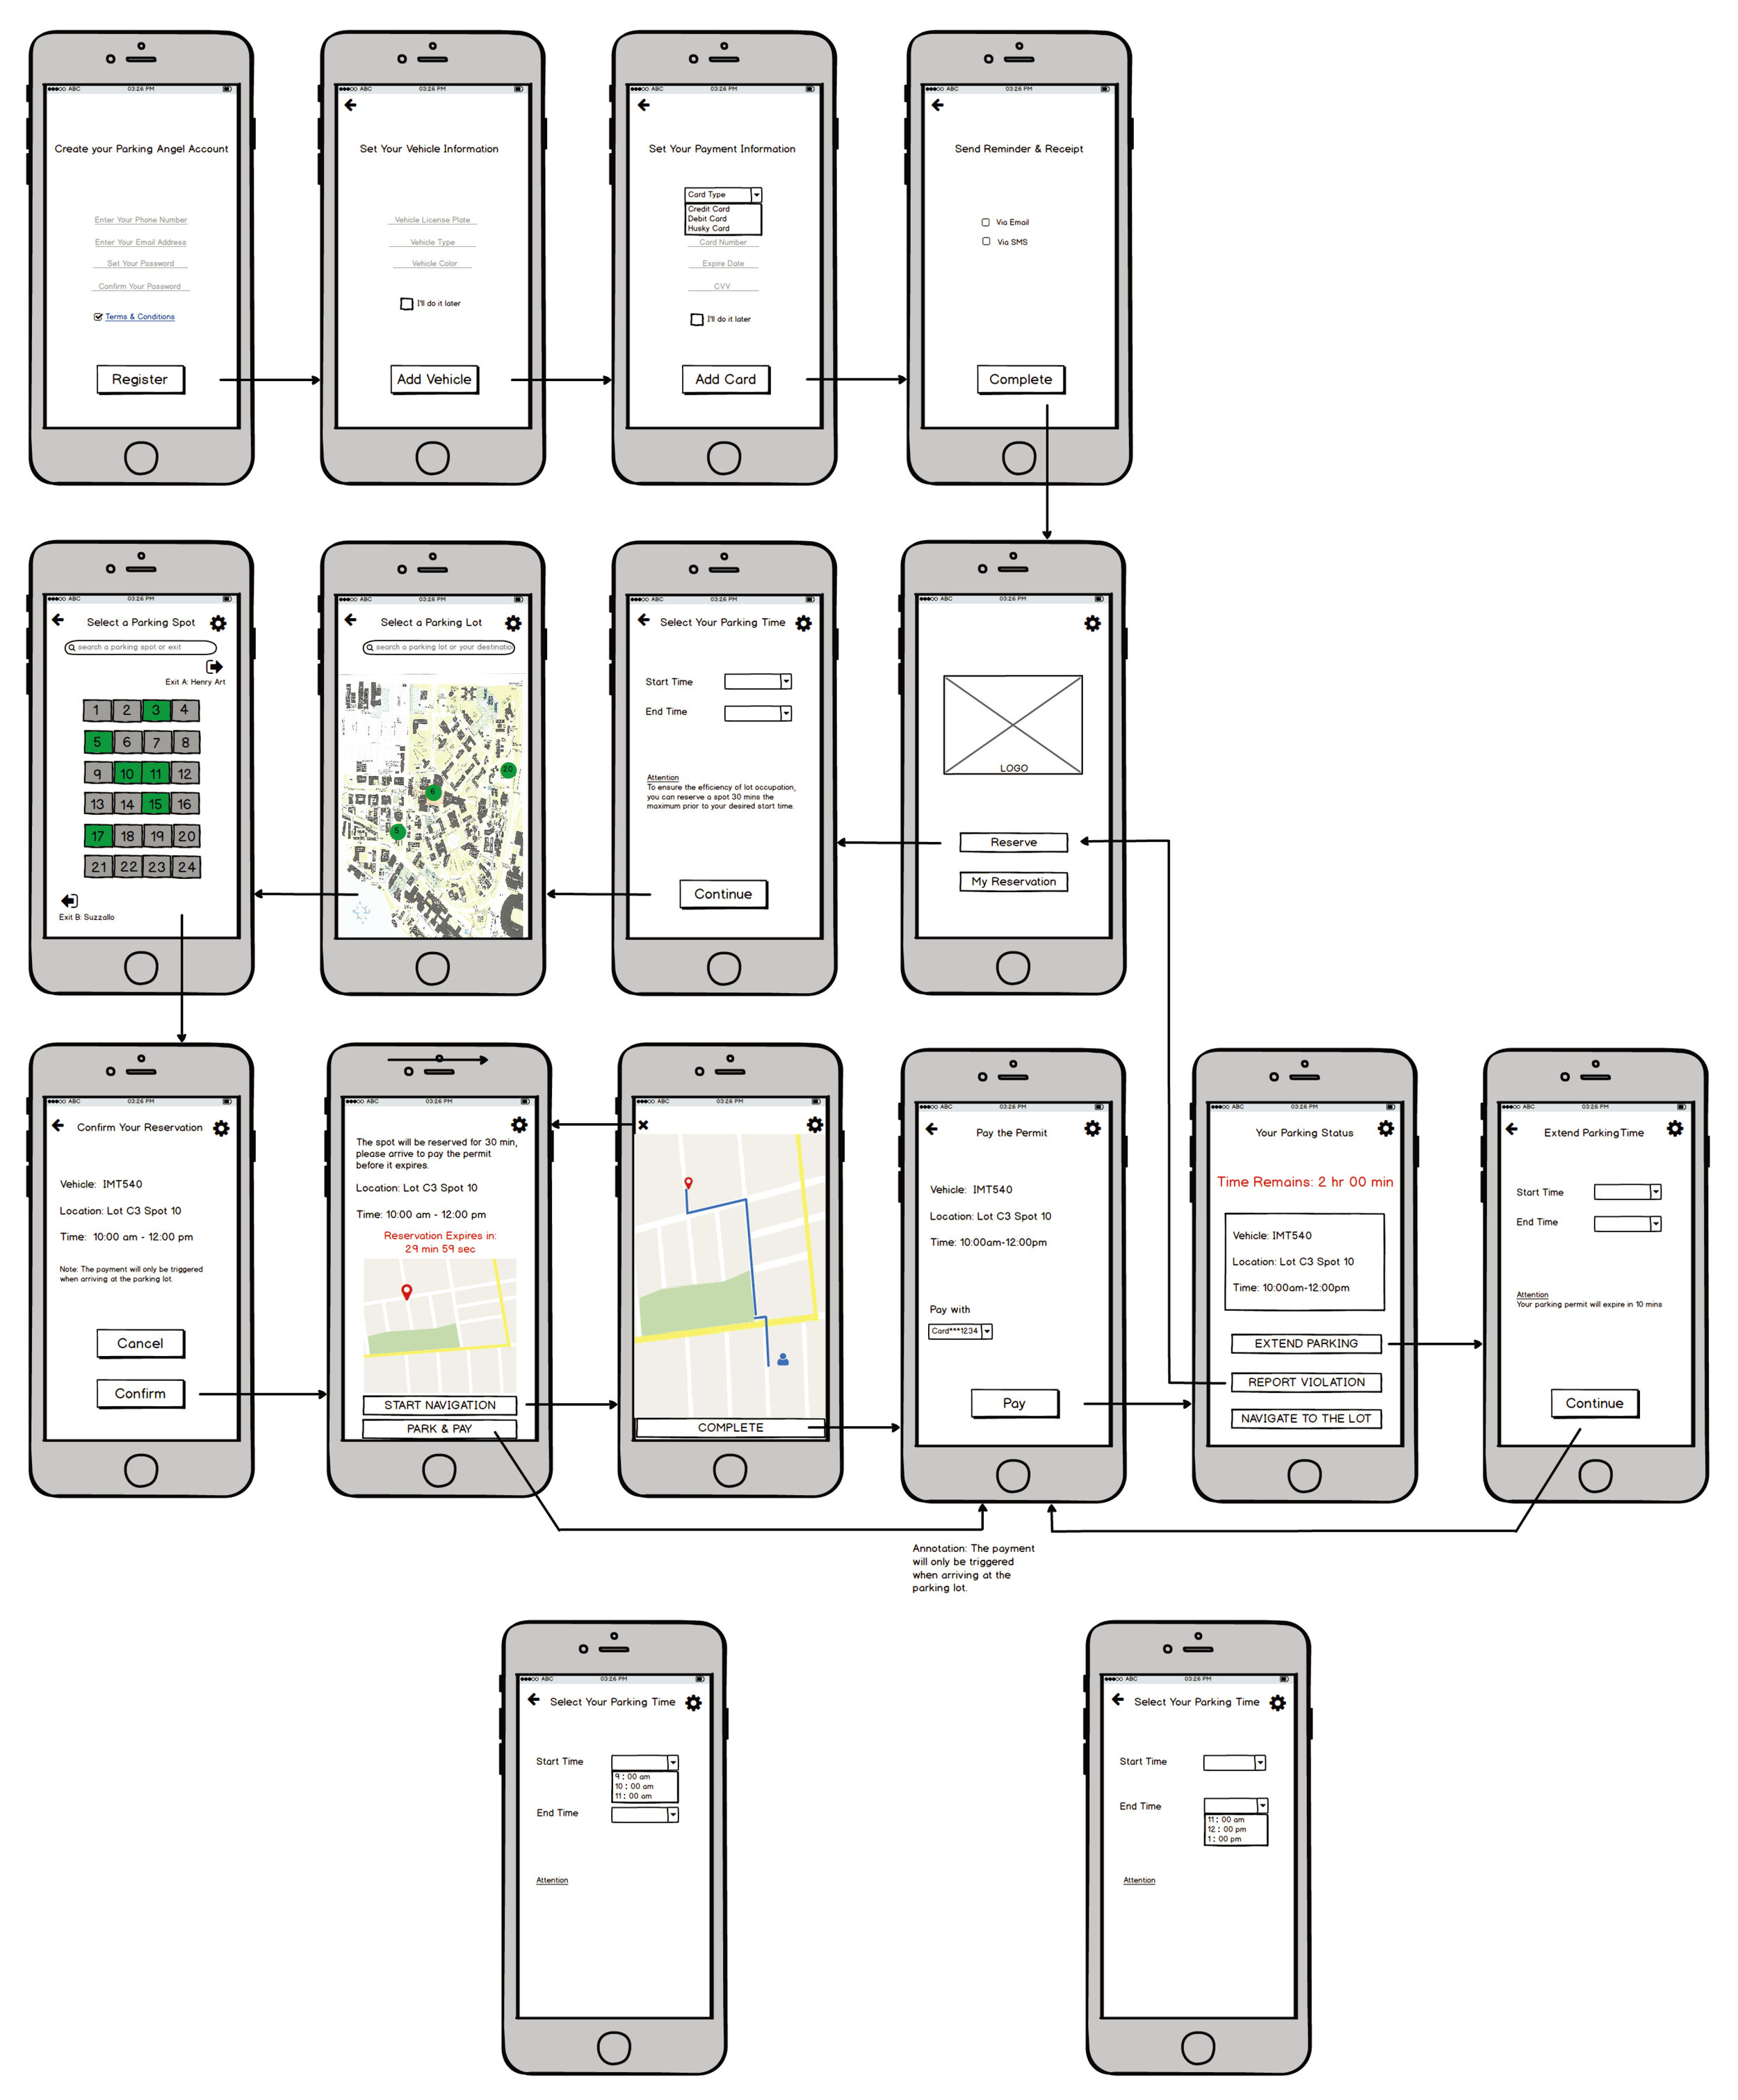 ABC 03:26 PM
Create your Parking Angel Account
Enter Your Phone Number
Enter Your Email Address
Set Your Password
Confirm Your Password
Terms & Conditions
Register
ABC 03:26 PM
Set Your Vehicle Information
Vehicle License Plate
Vehicle Type
Vehicle Color
I'll do it later
Add Vehicle
ABC 03:26 PM
Set Your Payment Information
Card Type
Credit Card
Debit Card
Husky Card
Card Number
Expire Date
CVV
I'll do it later
Add Card
ABC 03:26 PM
Send Reminder & Receipt
Via Email
Via SMS
Complete
ABC 03:26 PM
Select a Parking Spot
search a parking spot or exit
Exit A: Henry Art
1 2 3 4
5 6 7 8
9 10 11 12
13 14 15 16
17 18 19 20
21 22 23 24
Exit B: Suzzallo
ABC 03:26 PM
Select a Parking Lot
search a parking lot or your destinatio
20
6
5
ABC 03:26 PM
Select Your Parking Time
Start Time
End Time
Attention
To ensure the efficiency of lot occupation,
you can reserve a spot 30 mins the
maximum prior to your desired start time.
Continue
ABC 03:26 PM
LOGO
Reserve
My Reservation
ABC 03:26 PM
Confirm Your Reservation
Vehicle: IMT540
Location: Lot C3 Spot 10
Time: 10:00 am - 12:00 pm
Note: The payment will only be triggered
when arriving at the parking lot.
Cancel
Confirm
ABC 03:26 PM
The spot will be reserved for 30 min,
please arrive to pay the permit
before it expires.
Location: Lot C3 Spot 10
Time: 10:00 am - 12:00 pm
Reservation Expires in:
29 min 59 sec
START NAVIGATION
PARK & PAY
ABC 03:26 PM
COMPLETE
ABC 03:26 PM
Pay the Permit
Vehicle: IMT540
Location: Lot C3 Spot 10
Time: 10:00am-12:00pm
Pay with
Card***1234
Pay
ABC 03:26 PM
Your Parking Status
Time Remains: 2 hr 00 min
Vehicle: IMT540
Location: Lot C3 Spot 10
Time: 10:00am-12:00pm
EXTEND PARKING
REPORT VIOLATION
NAVIGATE TO THE LOT
ABC 03:26 PM
Extend ParkingTime
Start Time
End Time
Attention
Your parking permit will expire in 10 mins
Continue
Annotation: The payment
will only be triggered
when arriving at the
parking lot.
ABC 03:26 PM
Select Your Parking Time
Start Time
9 : 00 am
10 : 00 am
11 : 00 am
End Time
Attention
ABC 03:26 PM
Select Your Parking Time
Start Time
End Time
11 : 00 am
12 : 00 pm
1 : 00 pm
Attention